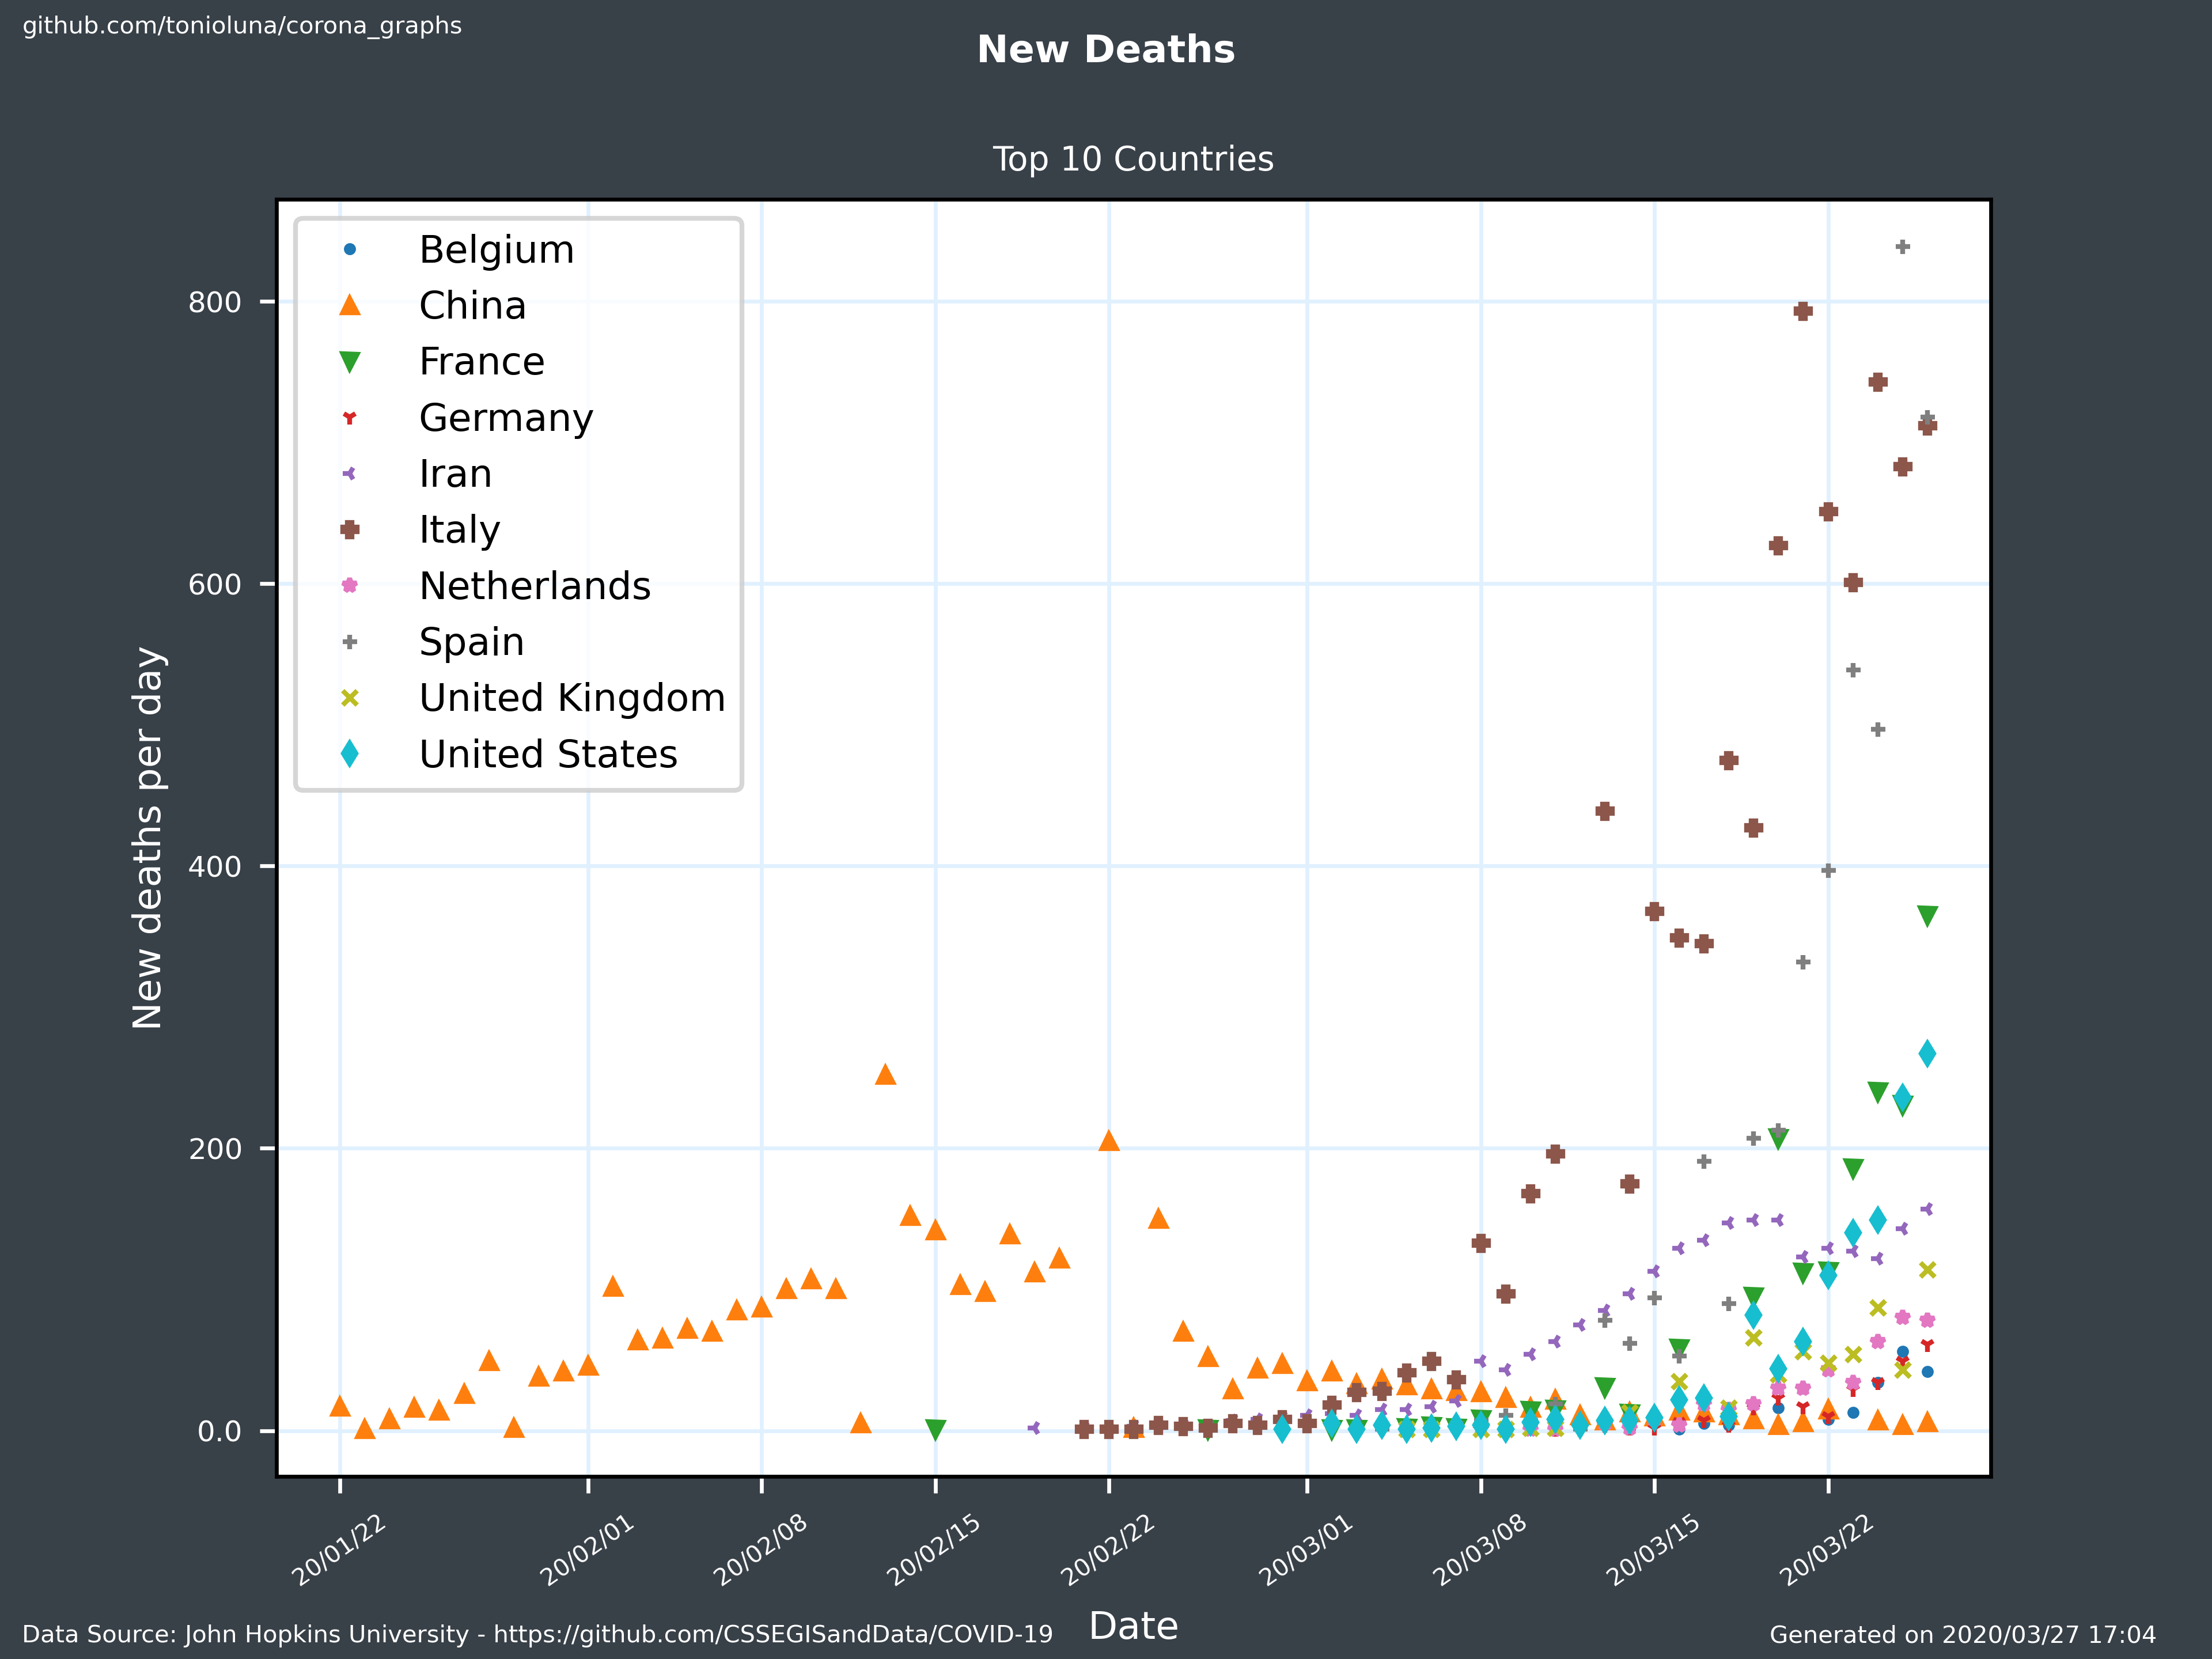 github.com/tonioluna/corona_graphs
New Deaths
Top 10 Countries
Belgium
China
France
Germany
Iran
Italy
Netherlands
Spain
United Kingdom
United States
New deaths per day
800
600
400
200
0.0
20/01/22
20/02/01
20/02/08
20/02/15
20/02/22
20/03/01
20/03/08
20/03/15
20/03/22
Date
Data Source: John Hopkins University - https://github.com/CSSEGISandData/COVID-19
Generated on 2020/03/27 17:04